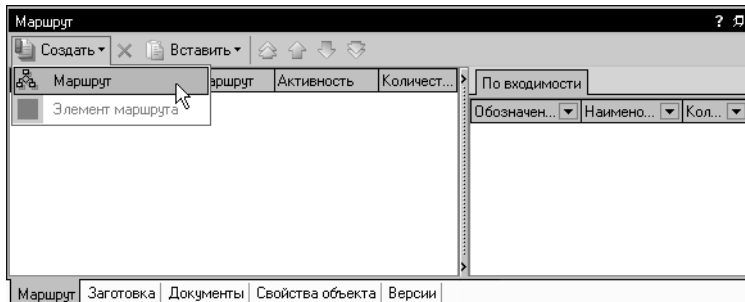 Маршрут ?
Создать Вставить
Маршрут аршрут Активность Количест... По входимости
Элемент маршрута Обозначен... Наимено... Кол...
Маршрут Заготовка Документы Свойства объекта Версии